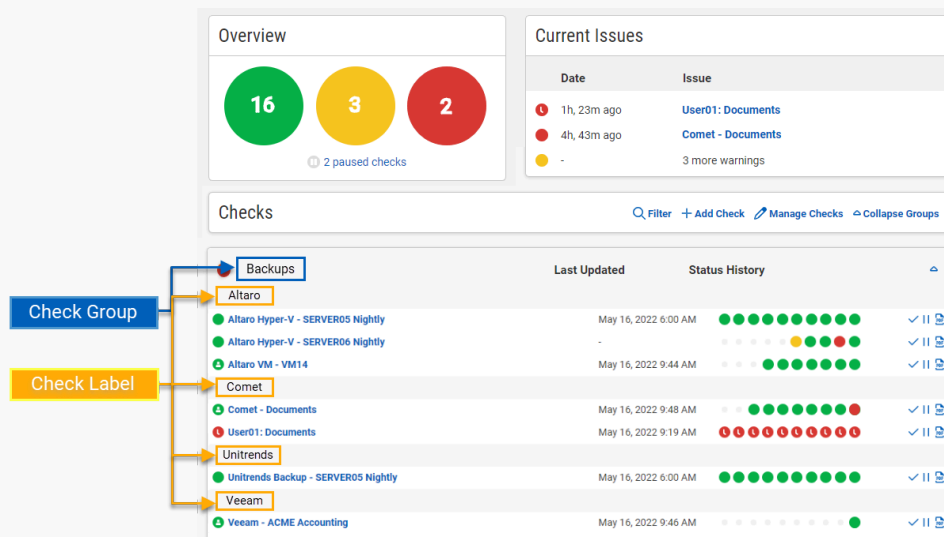 Overview
16
3
2
2 paused checks
Current Issues
Date Issue
1h, 23m ago User01: Documents
4h, 43m ago Comet - Documents
- 3 more warnings
Checks
Filter Add Check Manage Checks Collapse Groups
Backups Last Updated Status History
Altaro
Check Group
Altaro Hyper-V - SERVER05 Nightly May 16, 2022 6:00 AM
Altaro Hyper-V - SERVER06 Nightly -
Altaro VM - VM14 May 16, 2022 9:44 AM
Check Label
Comet
Comet - Documents May 16, 2022 9:48 AM
User01: Documents May 16, 2022 9:19 AM
Unitrends
Unitrends Backup - SERVER05 Nightly May 16, 2022 6:00 AM
Veeam
Veeam - ACME Accounting May 16, 2022 9:46 AM